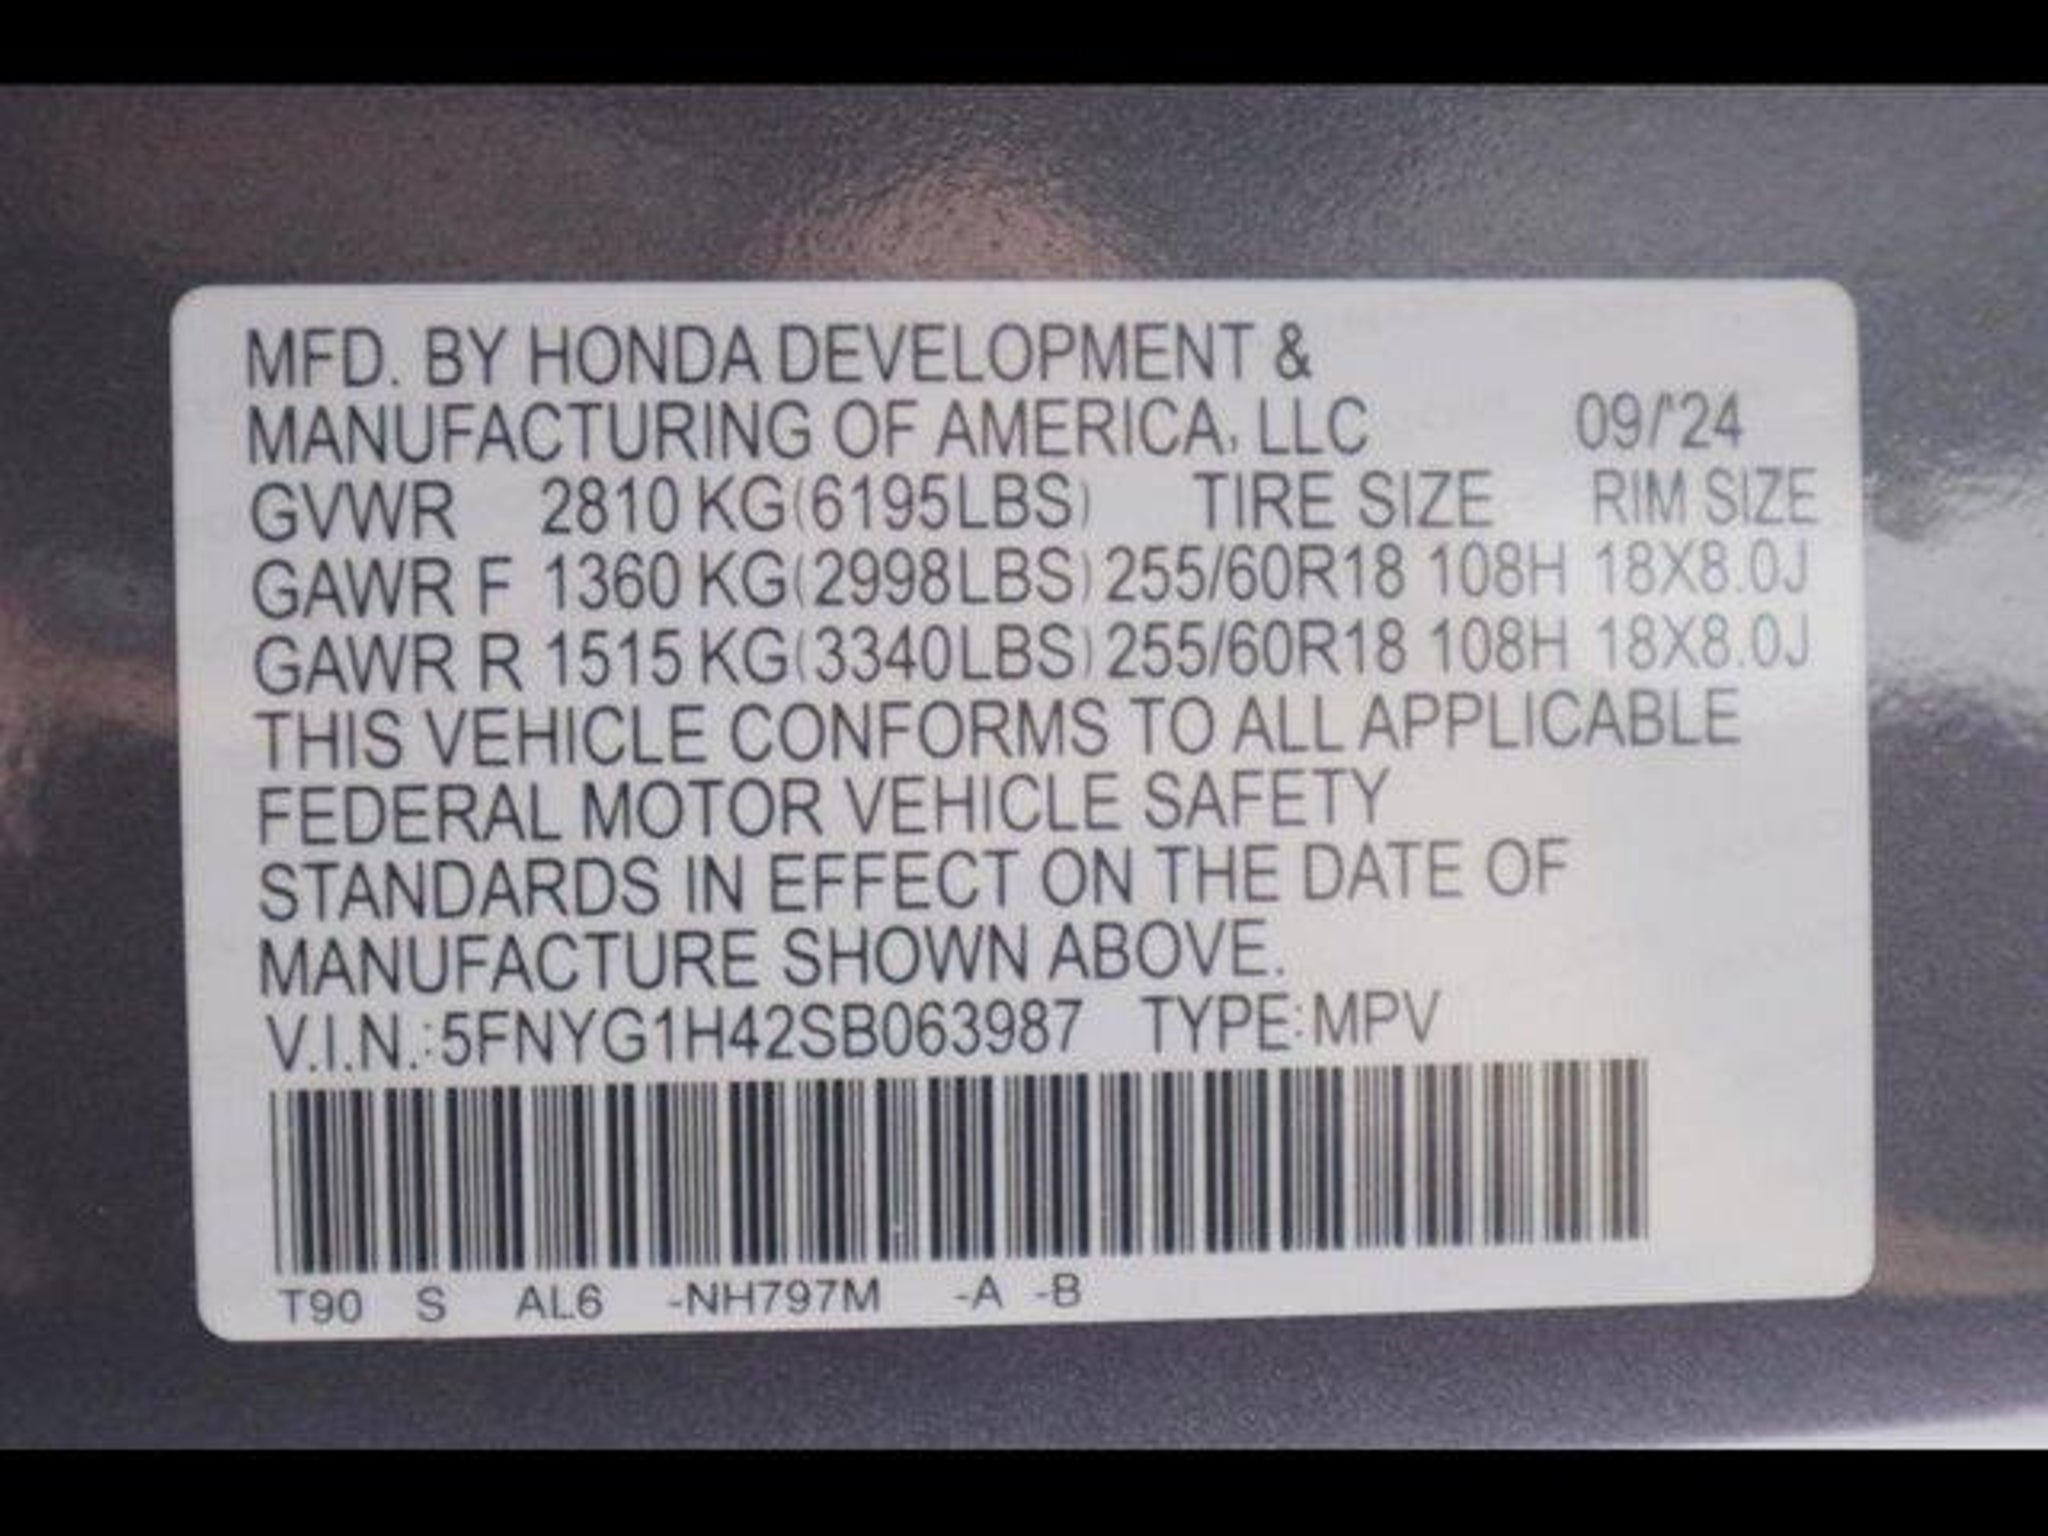 MFD. BY HONDA DEVELOPMENT &
MANUFACTURING OF AMERICA, LLC 09/'24
GVWR 2810 KG(6195LBS) TIRE SIZE RIM SIZE
GAWR F 1360 KG(2998LBS) 255/60R18 108H 18X8.0J
GAWR R 1515 KG(3340LBS) 255/60R18 108H 18X8.0J
THIS VEHICLE CONFORMS TO ALL APPLICABLE
FEDERAL MOTOR VEHICLE SAFETY
STANDARDS IN EFFECT ON THE DATE OF
MANUFACTURE SHOWN ABOVE.
V.I.N.:5FNYG1H42SB063987 TYPE:MPV
T90 S AL6 -NH797M -A -B